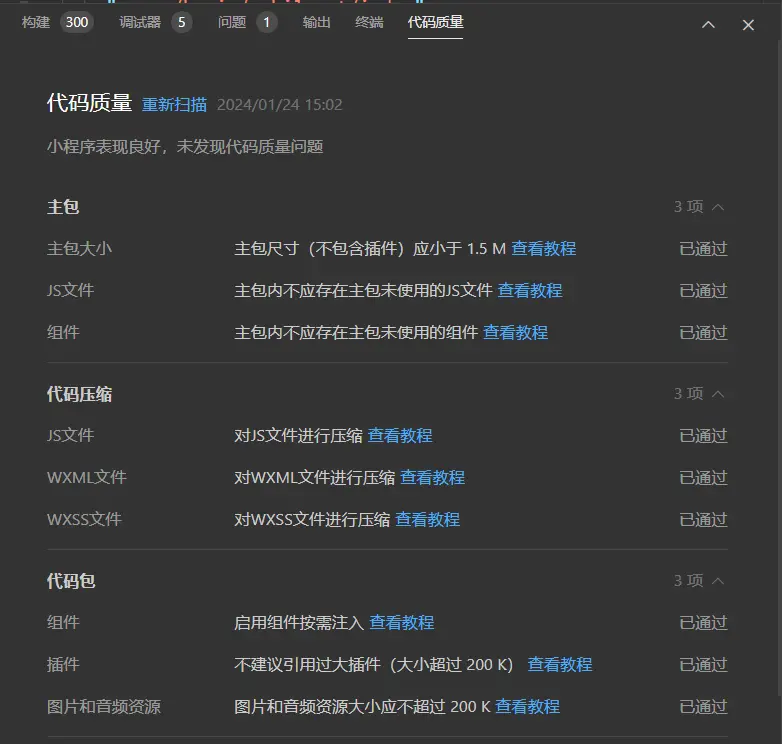 构建 300 调试器 5 问题 1 输出 终端 代码质量
代码质量 重新扫描 2024/01/24 15:02
小程序表现良好，未发现代码质量问题
主包 3 项
主包大小 主包尺寸（不包含插件）应小于 1.5 M 查看教程 已通过
JS文件 主包内不应存在主包未使用的JS文件 查看教程 已通过
组件 主包内不应存在主包未使用的组件 查看教程 已通过
代码压缩 3 项
JS文件 对JS文件进行压缩 查看教程 已通过
WXML文件 对WXML文件进行压缩 查看教程 已通过
WXSS文件 对WXSS文件进行压缩 查看教程 已通过
代码包 3 项
组件 启用组件按需注入 查看教程 已通过
插件 不建议引用过大插件（大小超过 200 K） 查看教程 已通过
图片和音频资源 图片和音频资源大小应不超过 200 K 查看教程 已通过